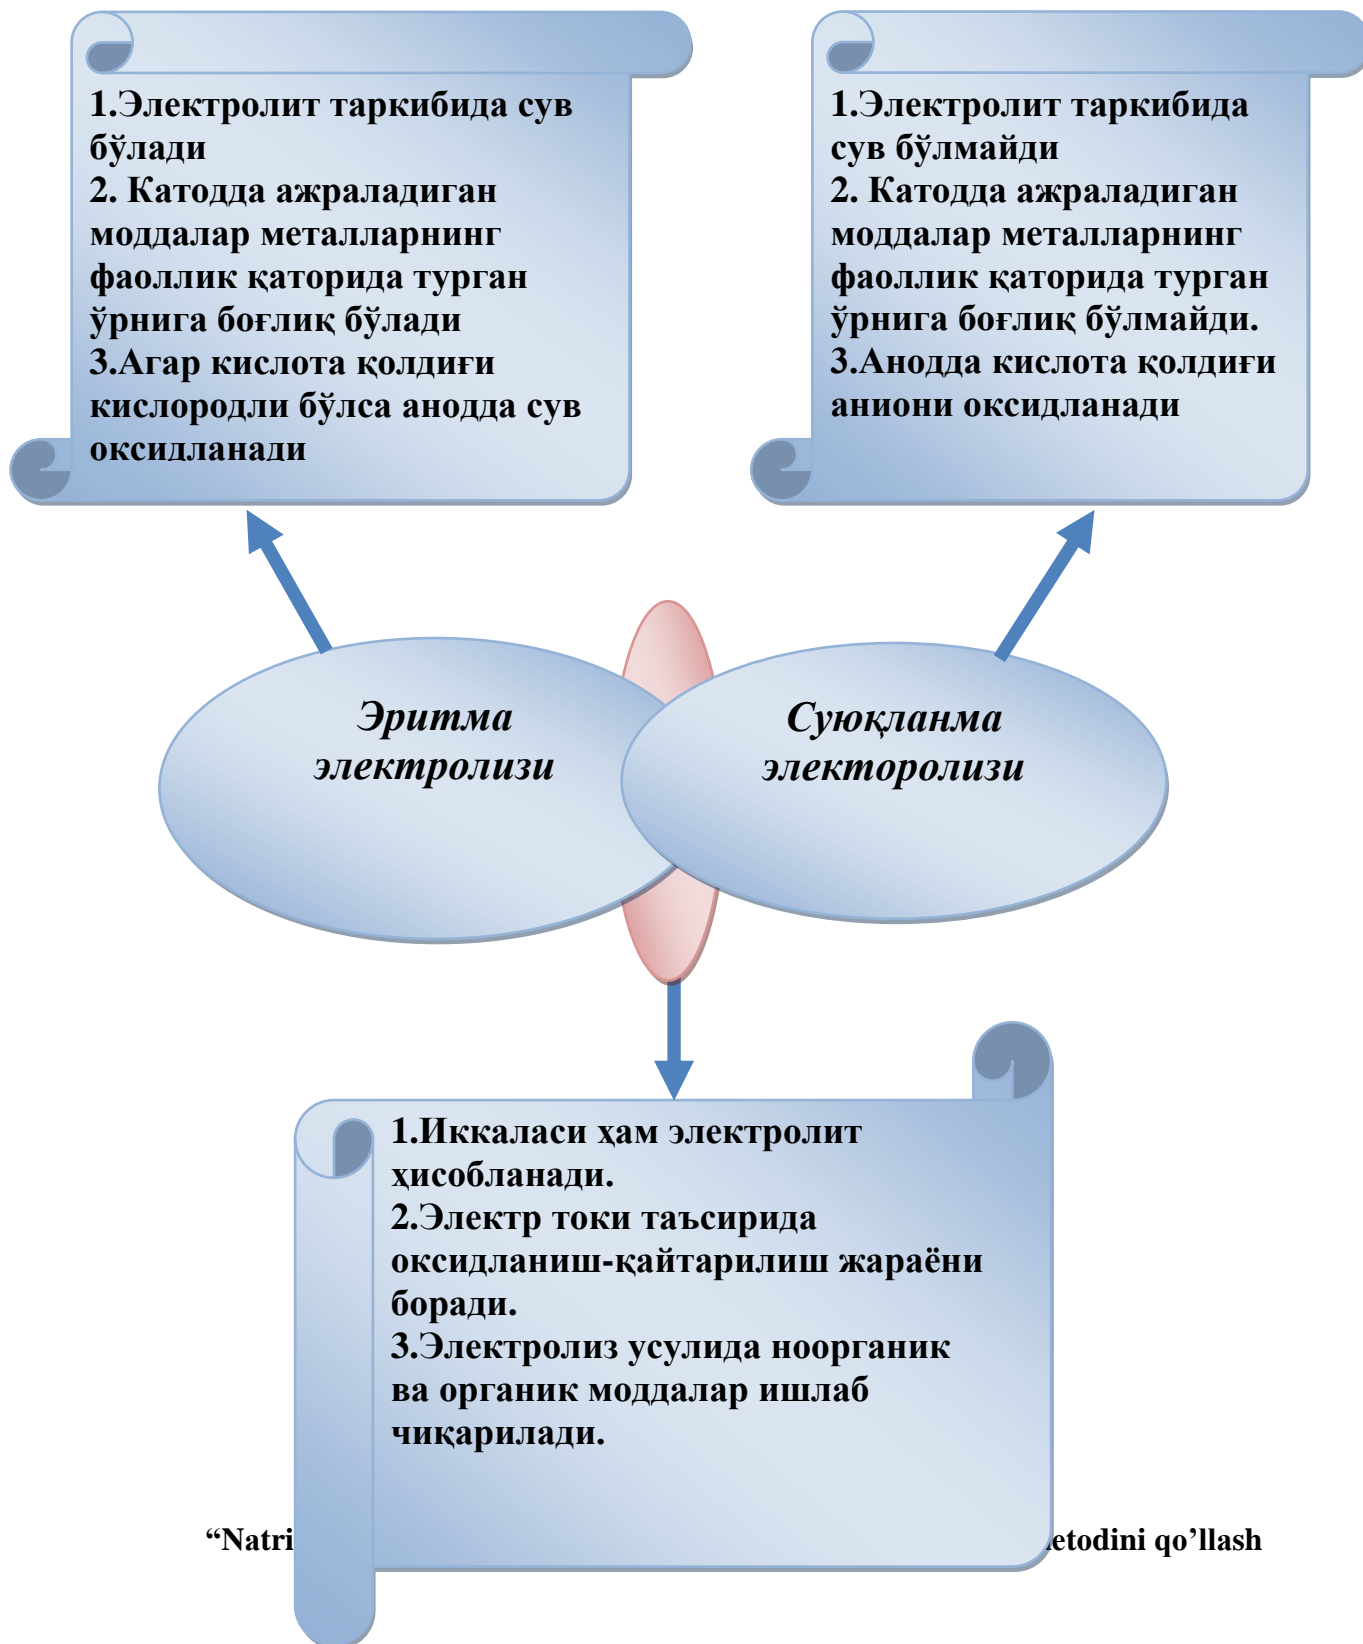 1.Электролит таркибида сув
бўлади
2. Катодда ажраладиган
моддалар металларнинг
фаоллик қаторида турган
ўрнига боғлиқ бўлади
3.Агар кислота қолдиғи
кислородли бўлса анодда сув
оксидланади
1.Электролит таркибида
сув бўлмайди
2. Катодда ажраладиган
моддалар металларнинг
фаоллик қаторида турган
ўрнига боғлиқ бўлмайди.
3.Анодда кислота қолдиғи
аниони оксидланади
Эритма
электролизи
Суюқланма
электоролизи
1.Иккаласи ҳам электролит
ҳисобланади.
2.Электр токи таъсирида
оксидланиш-қайтарилиш жараёни
боради.
3.Электролиз усулида ноорганик
ва органик моддалар ишлаб
чиқарилади.
“Natri etodini qo’llash